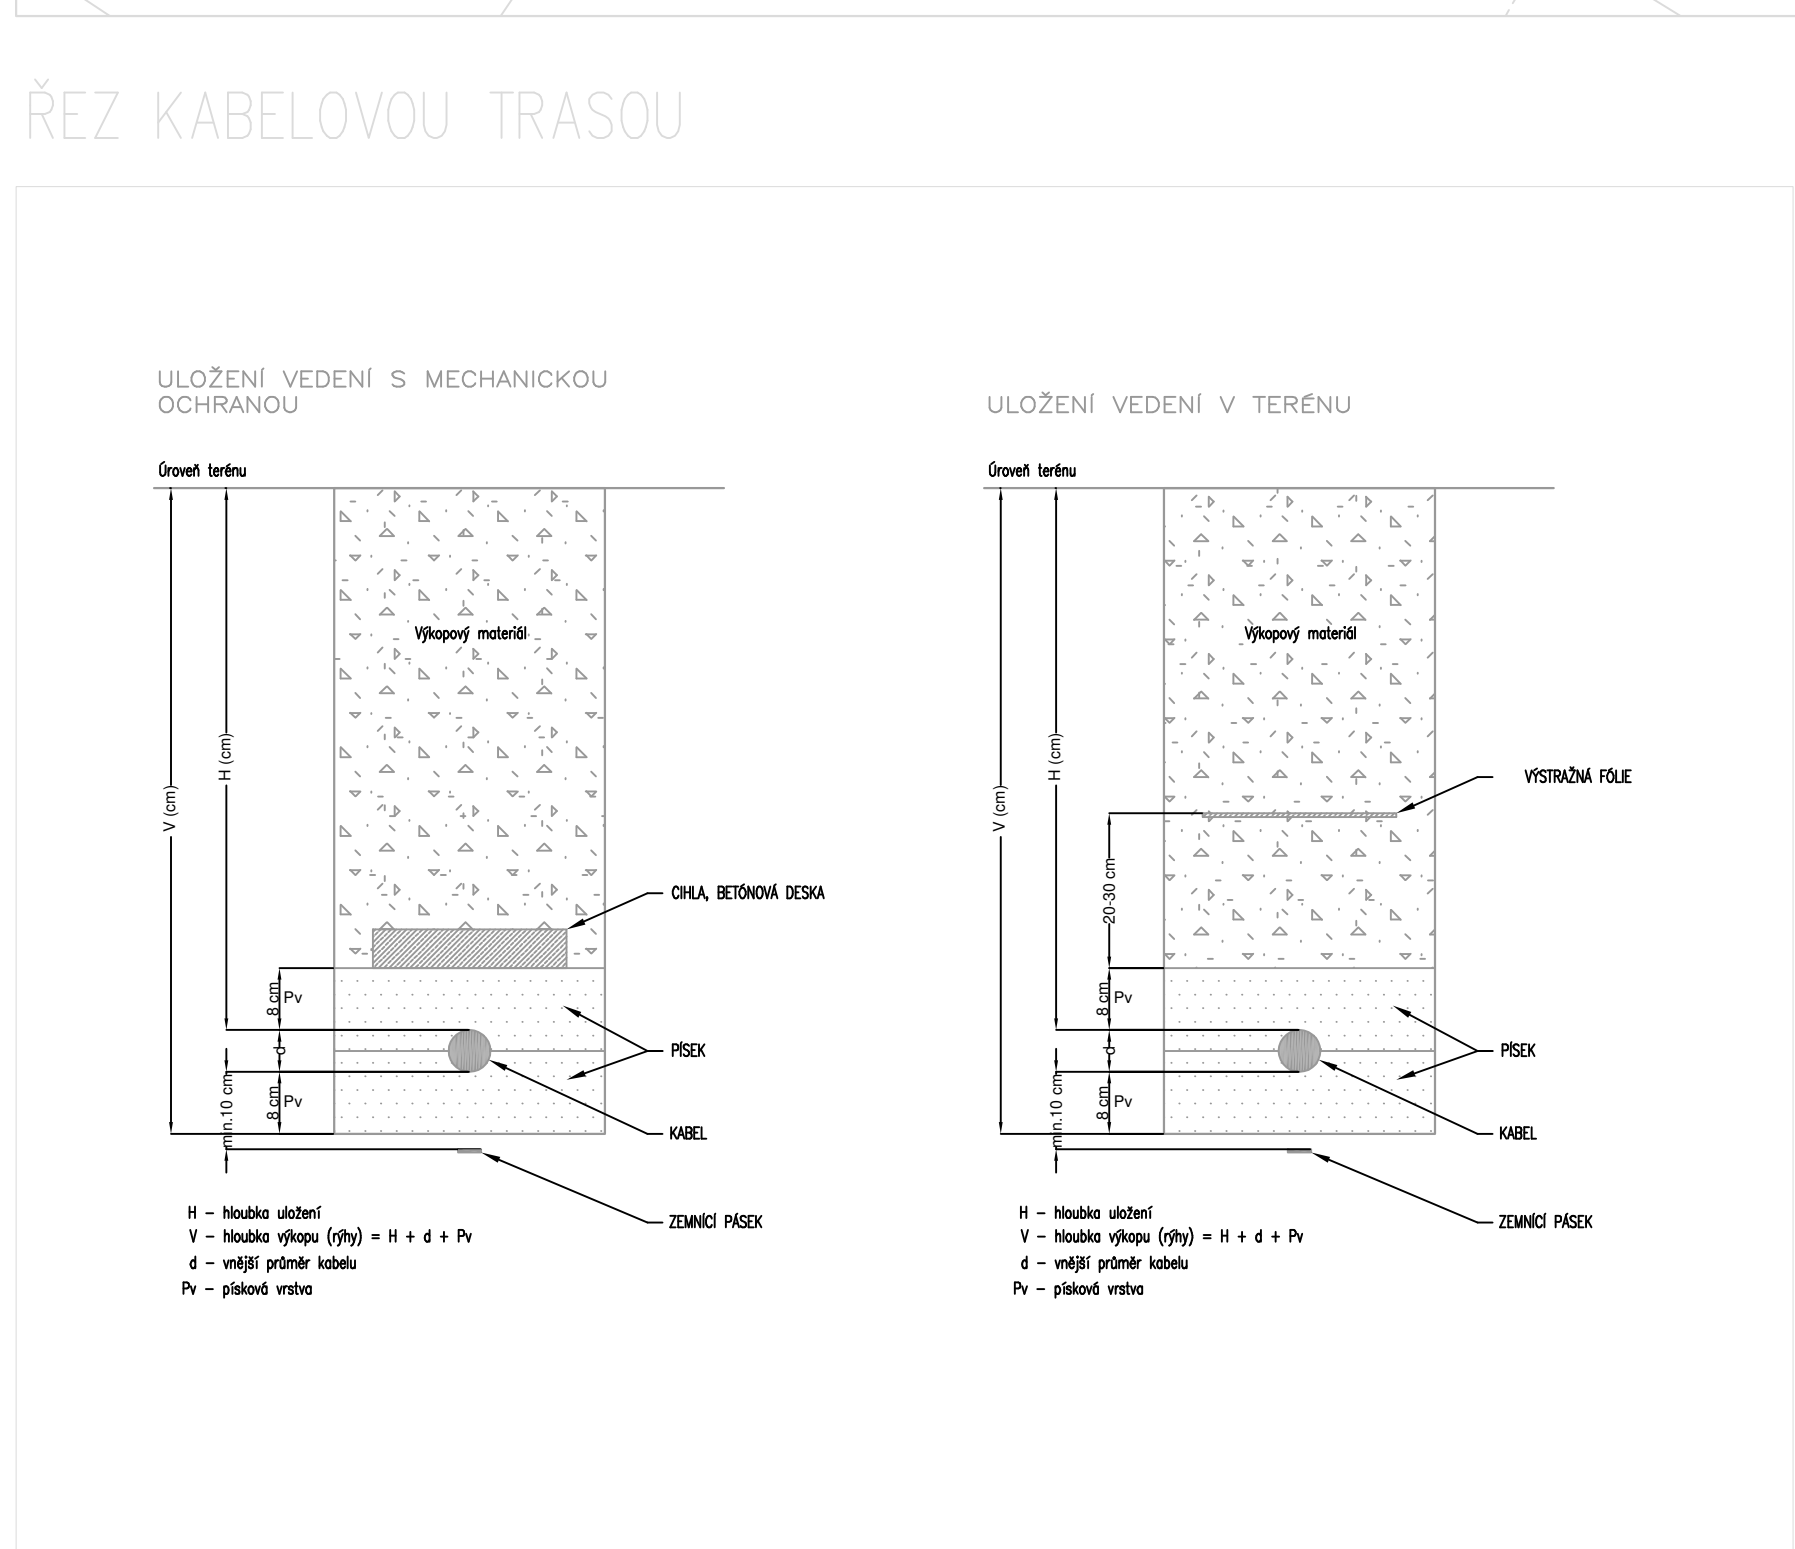 ŘEZ KABELOVOU TRASOU
ULOŽENÍ VEDENÍ S MECHANICKOU
OCHRANOU
Úroveň terénu
Výkopový materiál
H (cm)
V (cm)
CIHLA, BETÓNOVÁ DESKA
8 cm
Pv
d
PÍSEK
min.10 cm
8 cm
Pv
KABEL
ZEMNÍCÍ PÁSEK
H – hloubka uložení
V – hloubka výkopu (rýhy) = H + d + Pv
d – vnější průměr kabelu
Pv – písková vrstva
ULOŽENÍ VEDENÍ V TERÉNU
Úroveň terénu
Výkopový materiál
H (cm)
V (cm)
VÝSTRAŽNÁ FÓLIE
20-30 cm
8 cm
Pv
d
PÍSEK
min.10 cm
8 cm
Pv
KABEL
ZEMNÍCÍ PÁSEK
H – hloubka uložení
V – hloubka výkopu (rýhy) = H + d + Pv
d – vnější průměr kabelu
Pv – písková vrstva